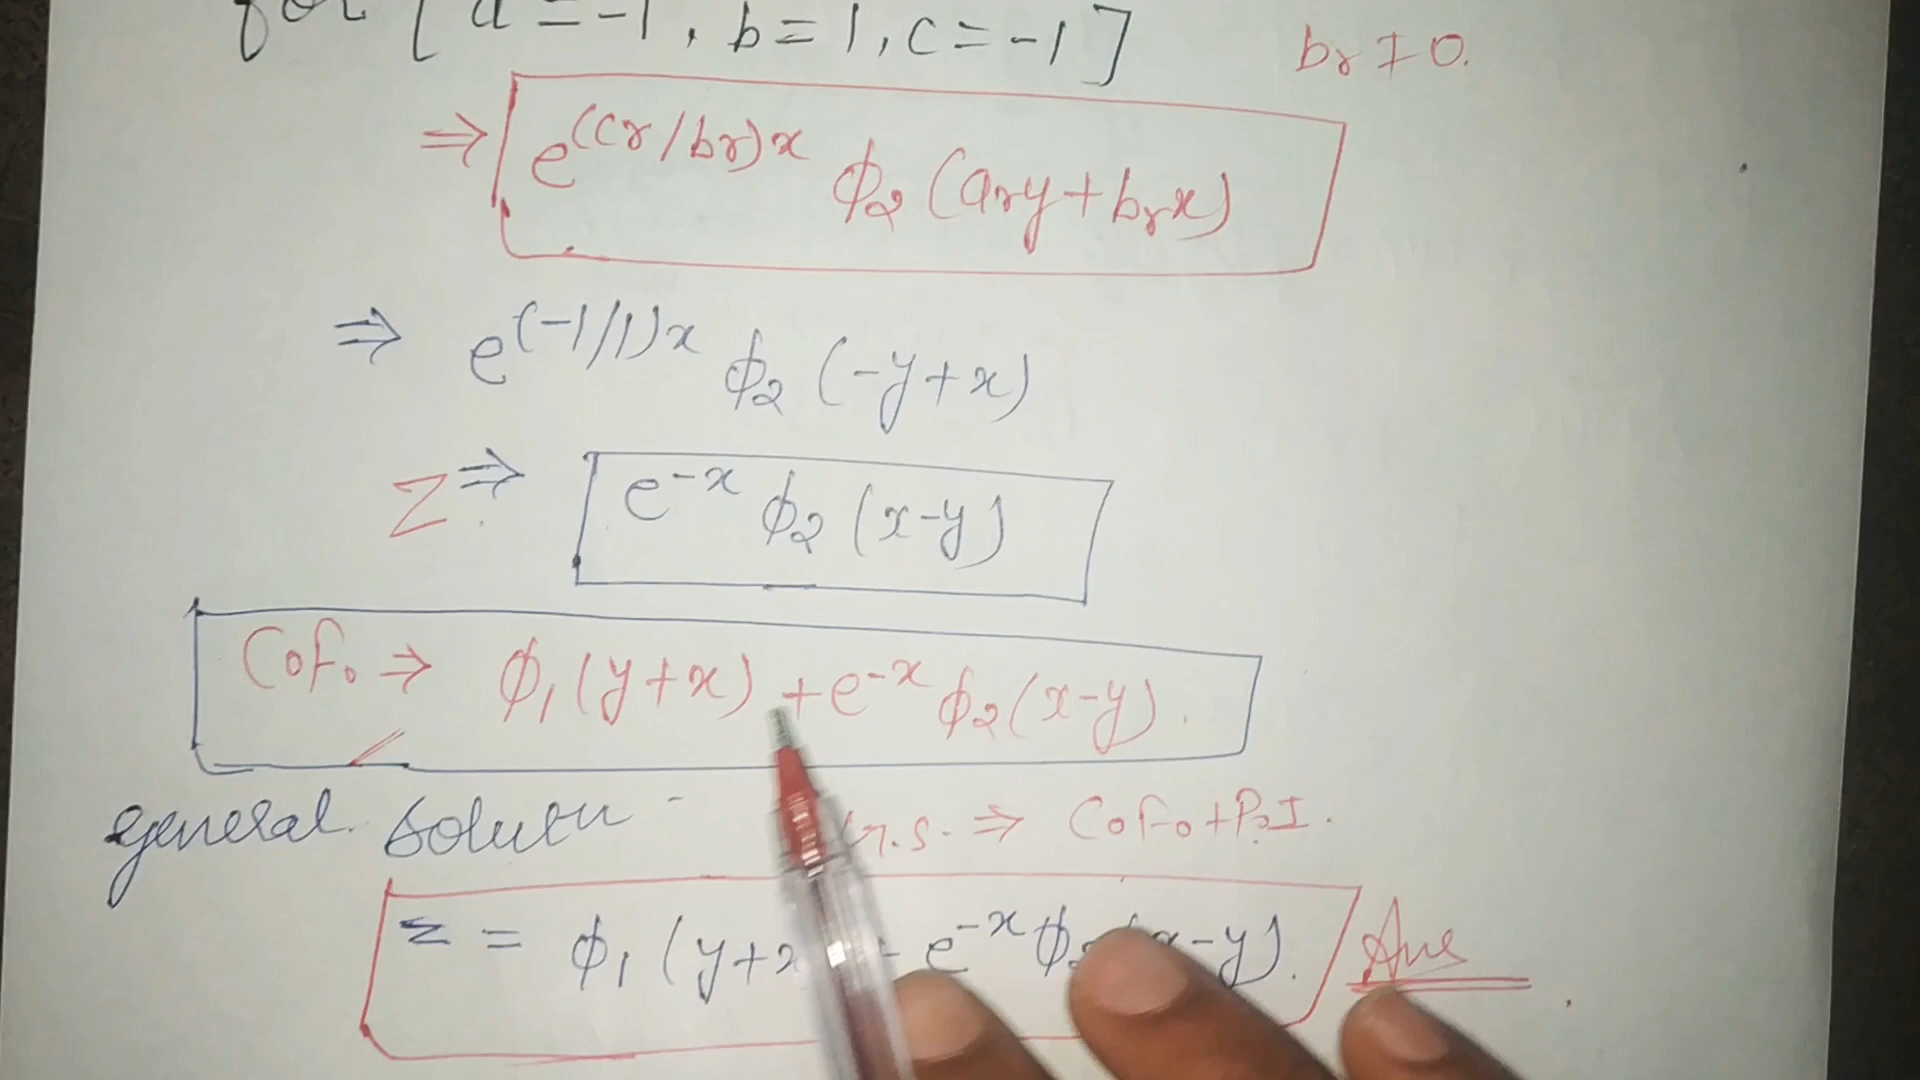 for [a=-1, b=1, c=-1]
br ≠ 0.
⇒ e^((cr/br)x) ϕ₂ (ary+brx)
⇒ e^((-1/1)x) ϕ₂ (-y+x)
Z ⇒ e^(-x) ϕ₂ (x-y)
C.F. ⇒ ϕ₁(y+x) + e^(-x) ϕ₂(x-y).
general solution - G.S. ⇒ C.F. + P.I.
z = ϕ₁ (y+x) + e^(-x) ϕ₂ (x-y). Ans